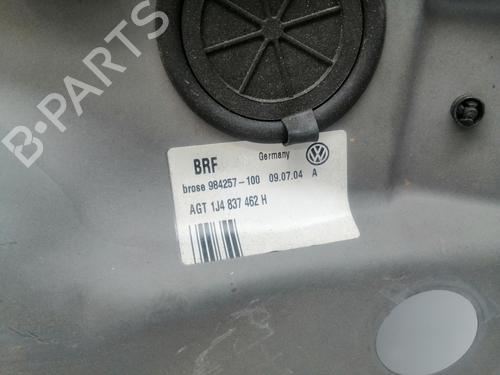 B-PARTS
BRF Germany
brose 984257-100 09.07.04 A
AGT 1J4 837 462 H